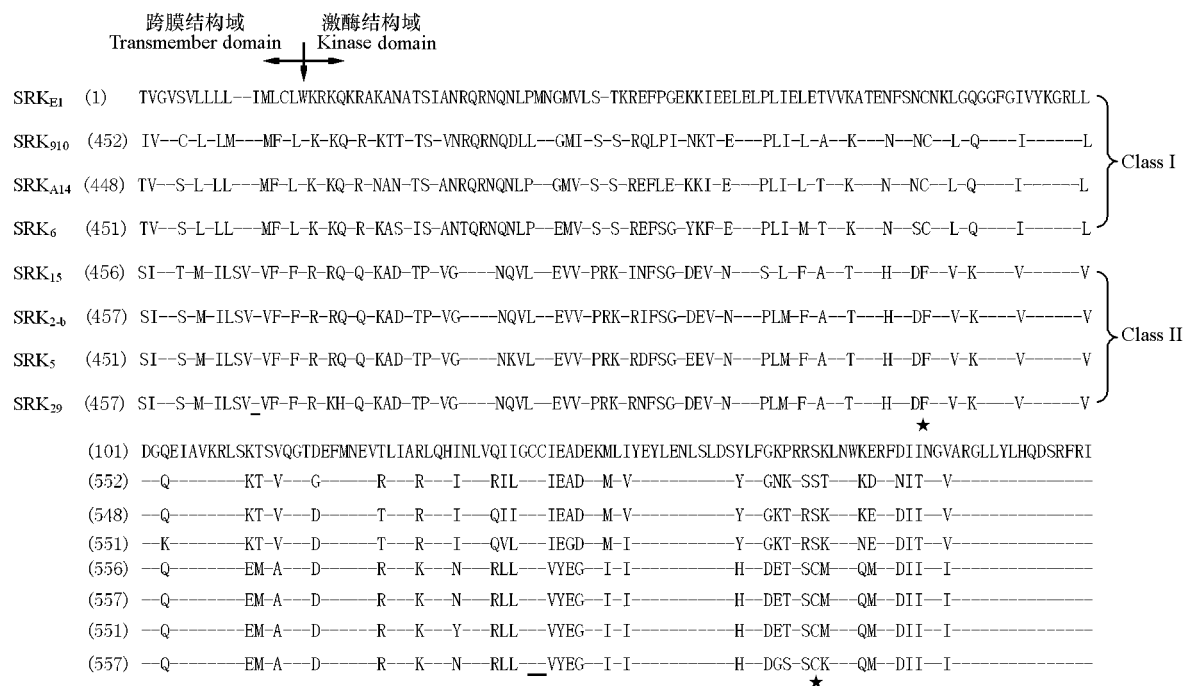 跨膜结构域 激酶结构域
Transmember domain Kinase domain
SRKE1 (1) TVGVSVLLLL--IMLCLWKRKQKRAKANATSIANRQRNQNLPMNGMVLS-TKREFPGEKKIEELELPLIELETVVKATENFSNCNKLGQGGFGIVYKGRLL
SRK910 (452) IV--C-L-LM---MF-L-K-KQ-R-KTT-TS-VNRQRNQDLL--GMI-S-S-RQLPI-NKT-E---PLI-L-A---K---N--NC--L-Q----I------L
SRKA14 (448) TV--S-L-LL---MF-L-K-KQ-R-NAN-TS-ANRQRNQNLP--GMV-S-S-REFLE-KKI-E---PLI-L-T---K---N--NC--L-Q----I------L
SRK6 (451) TV--S-L-LL---MF-L-K-KQ-R-KAS-IS-ANTQRNQNLP--EMV-S-S-REFSG-YKF-E---PLI-M-T---K---N--SC--L-Q----I------L
SRK15 (456) SI--T-M-ILSV-VF-F-R-RQ-Q-KAD-TP-VG----NQVL--EVV-PRK-INFSG-DEV-N---S-L-F-A---T---H--DF--V-K----V------V
SRK2-b (457) SI--S-M-ILSV-VF-F-R-RQ-Q-KAD-TP-VG----NQVL--EVV-PRK-RIFSG-DEV-N---PLM-F-A---T---H--DF--V-K----V------V
SRK5 (451) SI--S-M-ILSV-VF-F-R-RQ-Q-KAD-TP-VG----NKVL--EVV-PRK-RDFSG-EEV-N---PLM-F-A---T---H--DF--V-K----V------V
SRK29 (457) SI--S-M-ILSV-VF-F-R-KH-Q-KAD-TP-VG----NQVL--EVV-PRK-RNFSG-DEV-N---PLM-F-A---T---H--DF--V-K----V------V
Class I
Class II
★
(101) DGQEIAVKRLSKTSVQGTDEFMNEVTLIARLQHINLVQIIGCCIEADEKMLIYEYLENLSLDSYLFGKPRRSKLNWKERFDIINGVARGLLYLHQDSRFRI
(552) --Q--------KT-V---G------R---R---I---RIL---IEAD--M-V-----------Y--GNK-SST--KD--NIT--V---------------
(548) --Q--------KT-V---D------T---R---I---QII---IEAD--M-V-----------Y--GKT-RSK--KE--DII--V---------------
(551) --K--------KT-V---D------T---R---I---QVL---IEGD--M-I-----------Y--GKT-RSK--NE--DIT--V---------------
(556) --Q--------EM-A---D------R---K---N---RLL---VYEG--I-I-----------H--DET-SCM--QM--DII--I---------------
(557) --Q--------EM-A---D------R---K---N---RLL---VYEG--I-I-----------H--DET-SCM--QM--DII--V---------------
(551) --Q--------EM-A---D------R---K---Y---RLL---VYEG--I-I-----------H--DET-SCM--QM--DII--V---------------
(557) --Q--------EM-A---D------R---K---N---RLL---VYEG--I-I-----------H--DGS-SCK--QM--DII--I---------------
★